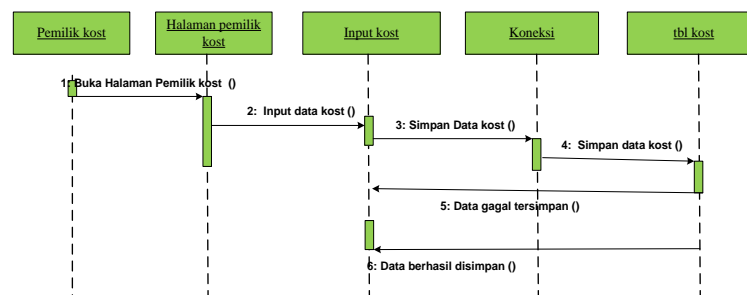 Pemilik kost
Halaman pemilik
kost
Input kost
Koneksi
tbl kost
1: Buka Halaman Pemilik kost ()
2: Input data kost ()
3: Simpan Data kost ()
4: Simpan data kost ()
5: Data gagal tersimpan ()
6: Data berhasil disimpan ()